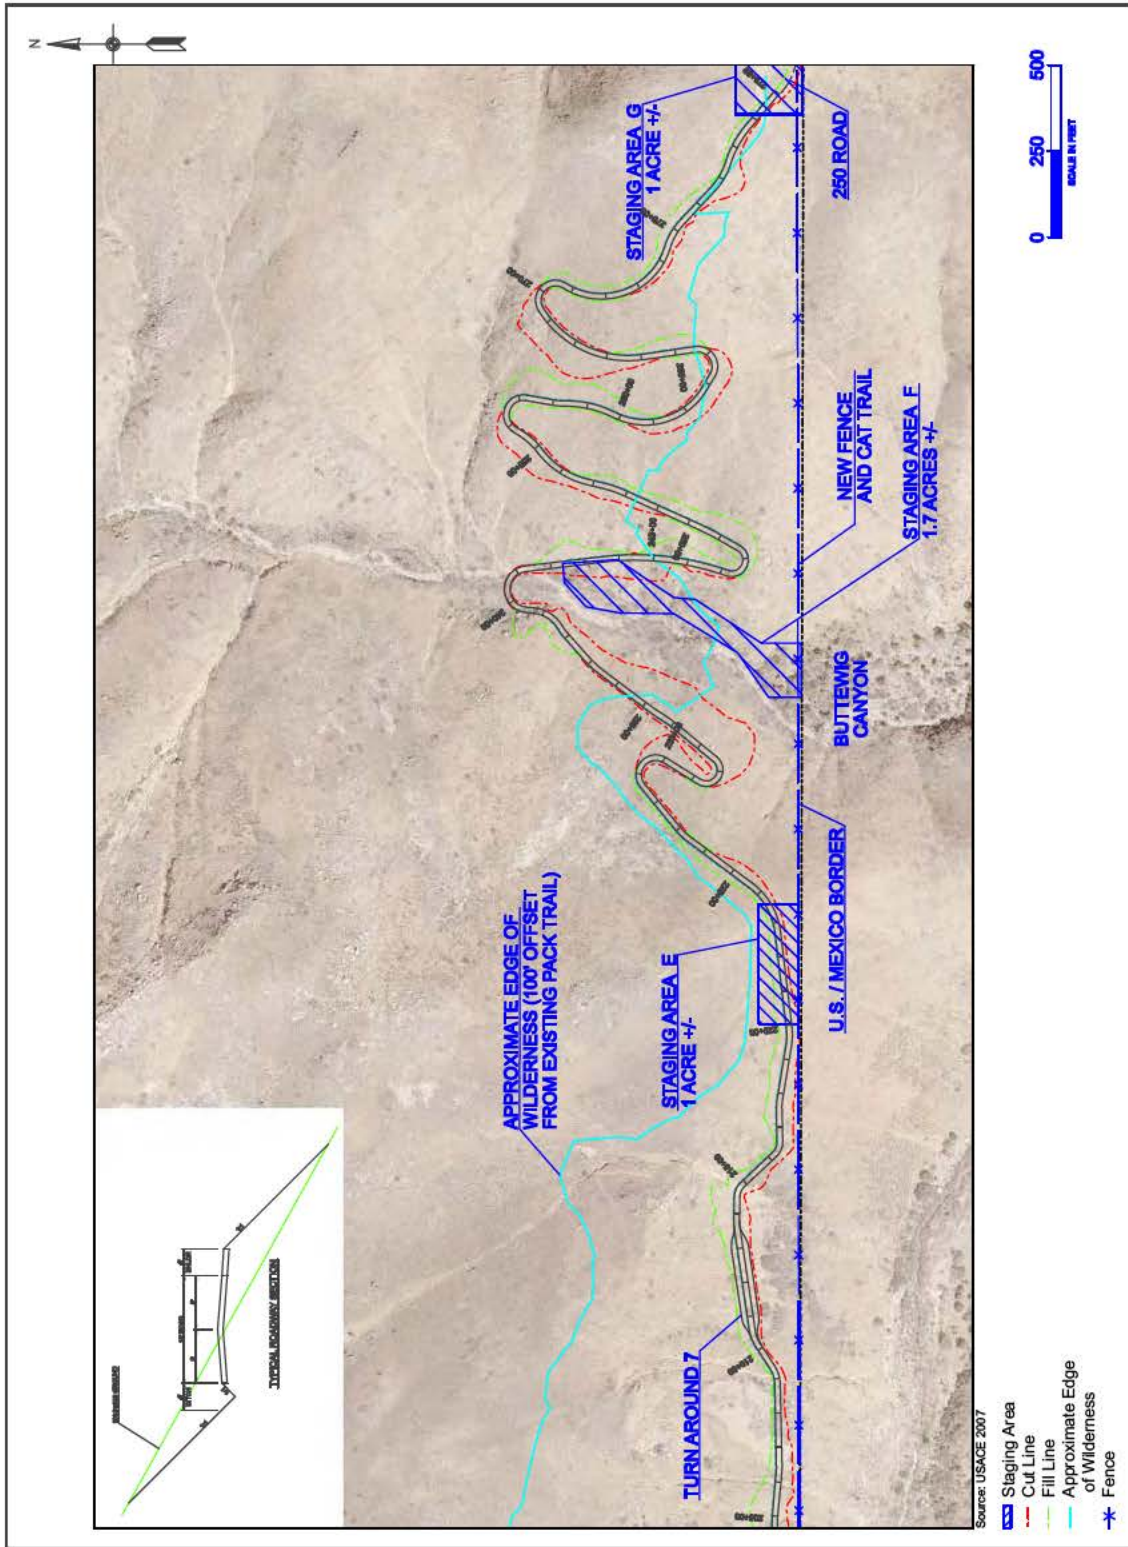 N
STAGING AREA G
1 ACRE +/-
250 ROAD
NEW FENCE
AND CAT TRAIL
STAGING AREA F
1.7 ACRES +/-
BUTTEWIG
CANYON
APPROXIMATE EDGE OF
WILDERNESS (100' OFFSET
FROM EXISTING PACK TRAIL)
STAGING AREA E
1 ACRE +/-
U.S. / MEXICO BORDER
TURN AROUND 7
TYPICAL ROADWAY SECTION
0
250
500
SCALE IN FEET
Source: USACE 2007
Staging Area
Cut Line
Fill Line
Approximate Edge
of Wilderness
Fence